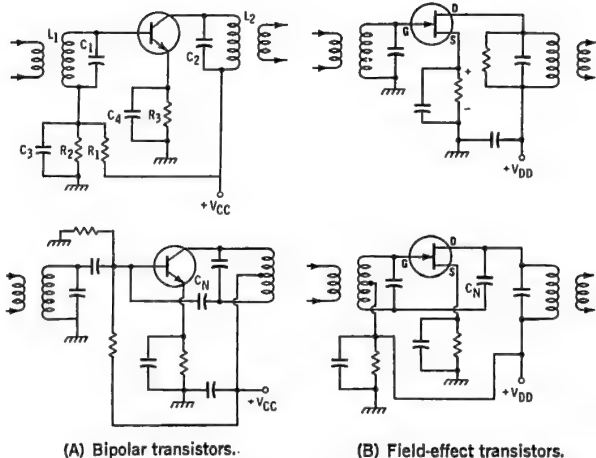 L1
C1
C2
L2
C3
R2
R1
C4
R3
+VCC
G
D
S
+
–
+VDD
CN
+VCC
G
D
S
CN
+VDD
(A) Bipolar transistors.
(B) Field-effect transistors.